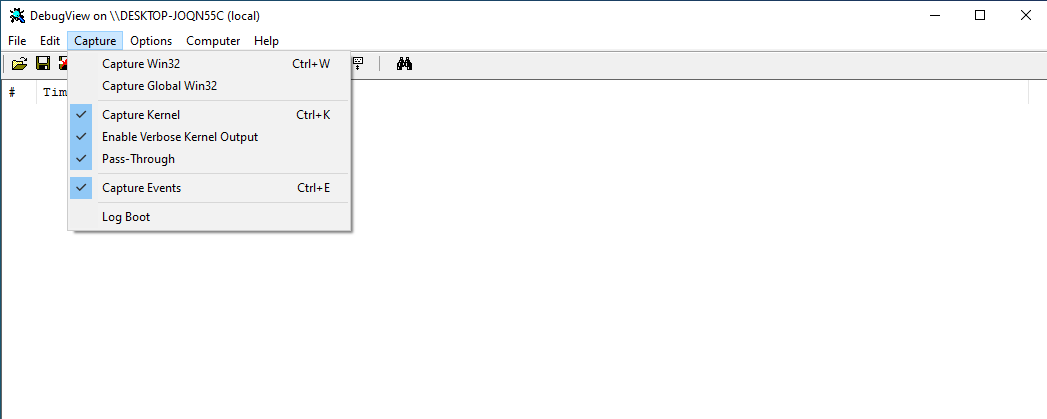 DebugView on \\DESKTOP-JOQN55C (local)
File Edit Capture Options Computer Help
Capture Win32 Ctrl+W
Capture Global Win32
# Tim
Capture Kernel Ctrl+K
Enable Verbose Kernel Output
Pass-Through
Capture Events Ctrl+E
Log Boot